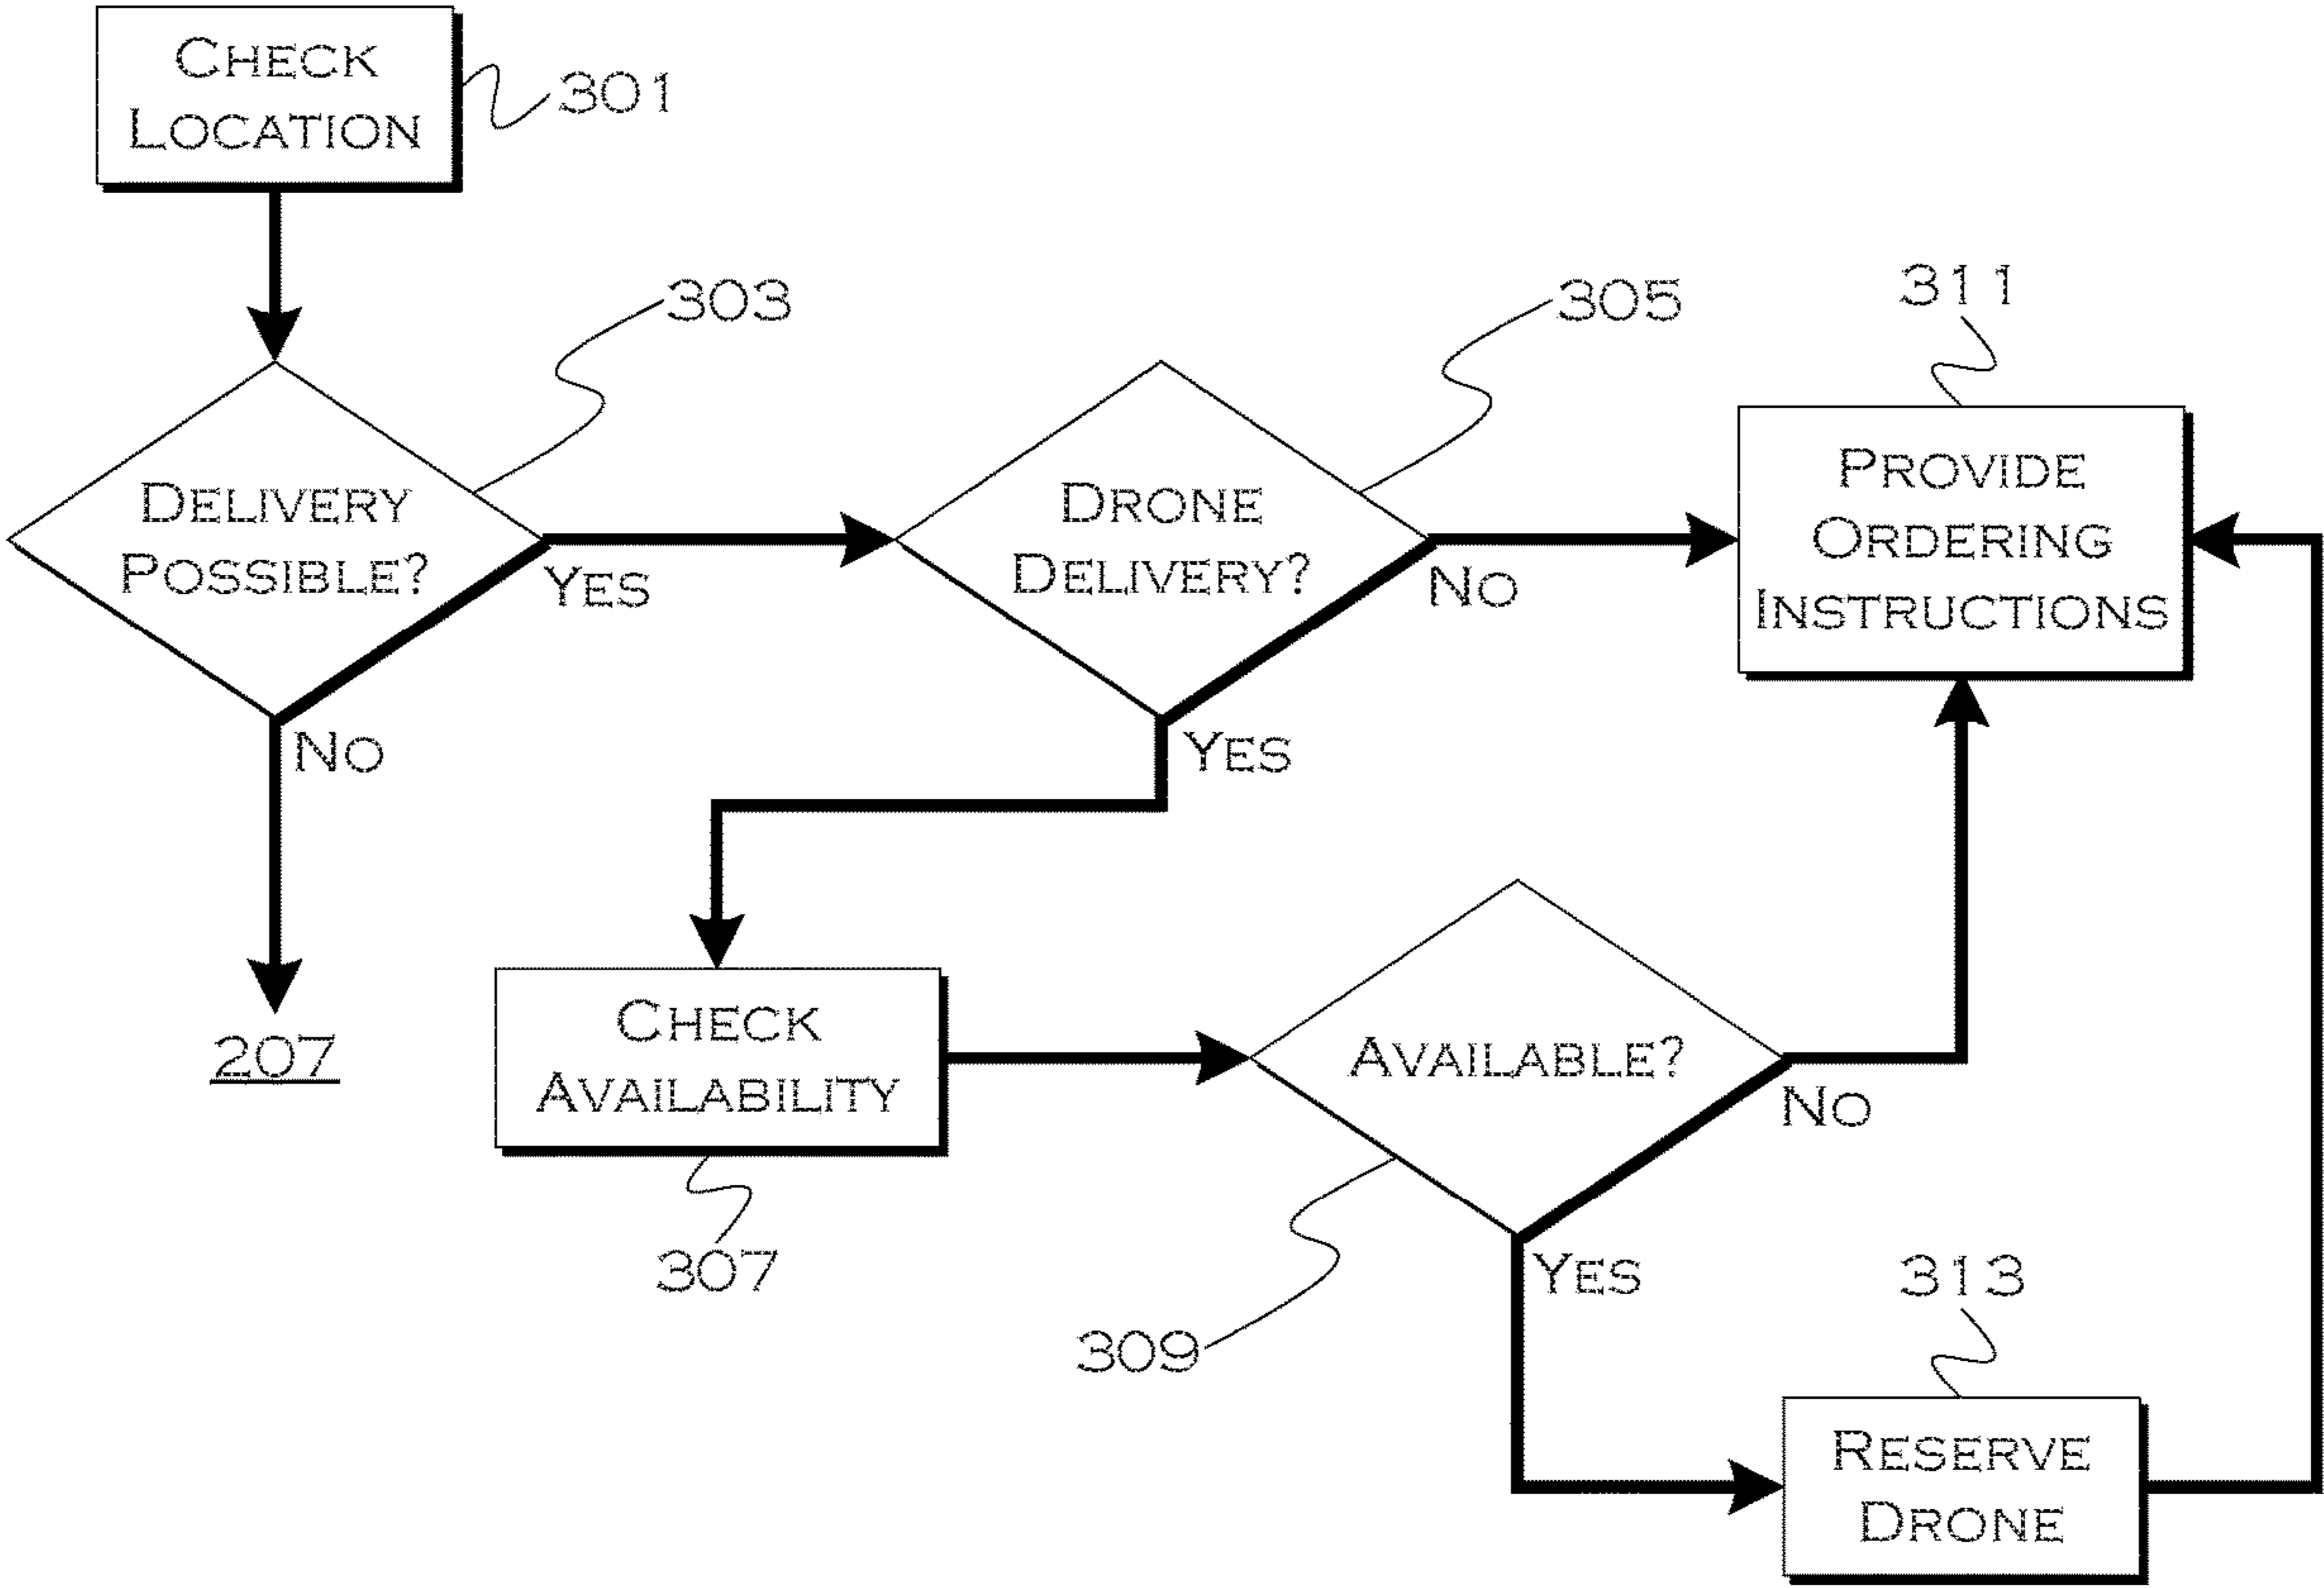 CHECK
LOCATION
301
303
305
311
DELIVERY
POSSIBLE?
YES
NO
DRONE
DELIVERY?
NO
YES
PROVIDE
ORDERING
INSTRUCTIONS
207
CHECK
AVAILABILITY
307
AVAILABLE?
NO
YES
309
313
RESERVE
DRONE